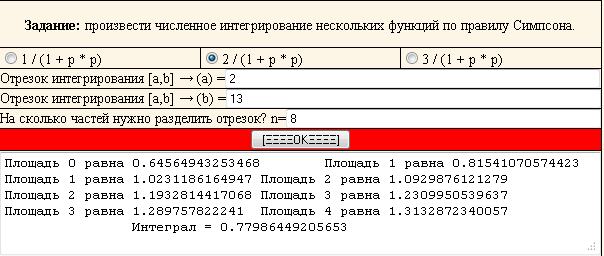 Задание: произвести численное интегрирование нескольких функций по правилу Симпсона.
1 / (1 + p * p) 2 / (1 + p * p) 3 / (1 + p * p)
Отрезок интегрирования [a,b] → (a) = 2
Отрезок интегрирования [a,b] → (b) = 13
На сколько частей нужно разделить отрезок? n= 8
[ΞΞΞΞOKΞΞΞΞ]
Площадь 0 равна 0.64564943253468 Площадь 1 равна 0.81541070574423
Площадь 1 равна 1.0231186164947 Площадь 2 равна 1.0929876121279
Площадь 2 равна 1.1932814417068 Площадь 3 равна 1.2309950539637
Площадь 3 равна 1.289757822241 Площадь 4 равна 1.3132872340057
Интеграл = 0.77986449205653